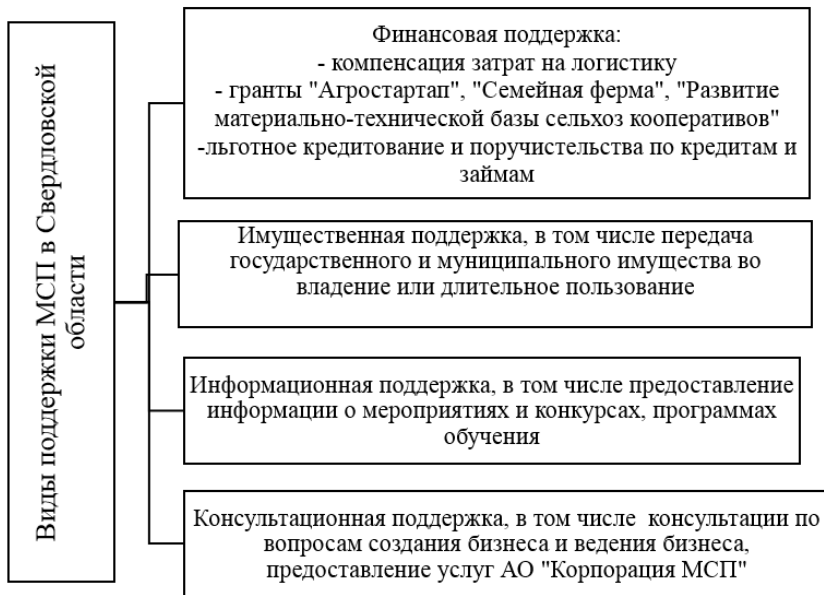 Виды поддержки МСП в Свердловской
области
Финансовая поддержка:
- компенсация затрат на логистику
- гранты "Агростартап", "Семейная ферма", "Развитие
материально-технической базы сельхоз кооперативов"
-льготное кредитование и поручистельства по кредитам и
займам
Имущественная поддержка, в том числе передача
государственного и муниципального имущества во
владение или длительное пользование
Информационная поддержка, в том числе предоставление
информации о мероприятиях и конкурсах, программах
обучения
Консультационная поддержка, в том числе консультации по
вопросам создания бизнеса и ведения бизнеса,
предоставление услуг АО "Корпорация МСП"